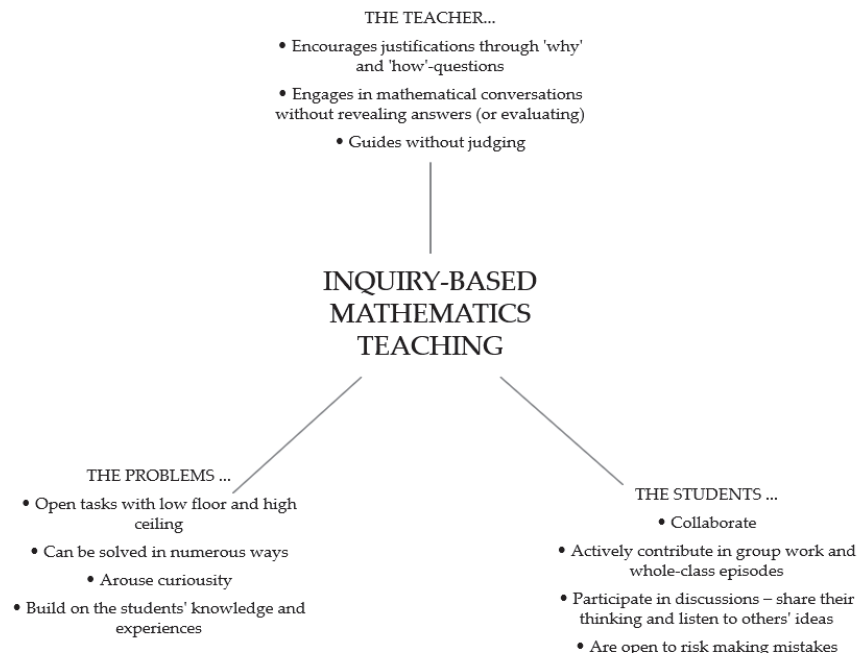 THE TEACHER...
• Encourages justifications through 'why'
and 'how'-questions
• Engages in mathematical conversations
without revealing answers (or evaluating)
• Guides without judging
INQUIRY-BASED
MATHEMATICS
TEACHING
THE PROBLEMS ...
• Open tasks with low floor and high
ceiling
• Can be solved in numerous ways
• Arouse curiousity
• Build on the students' knowledge and
experiences
THE STUDENTS ...
• Collaborate
• Actively contribute in group work and
whole-class episodes
• Participate in discussions – share their
thinking and listen to others' ideas
• Are open to risk making mistakes